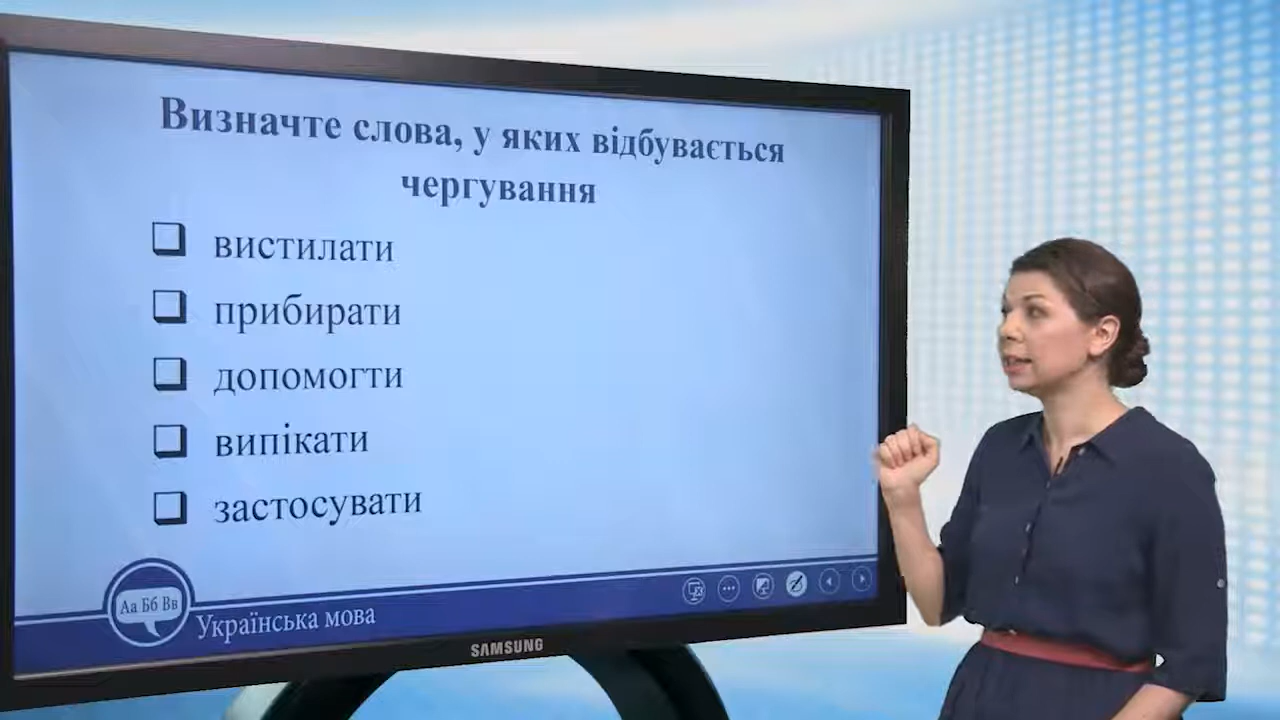 Визначте слова, у яких відбувається
чергування
вистилати
прибирати
допомогти
випікати
застосувати
Аа Бб Вв
Українська мова
SAMSUNG